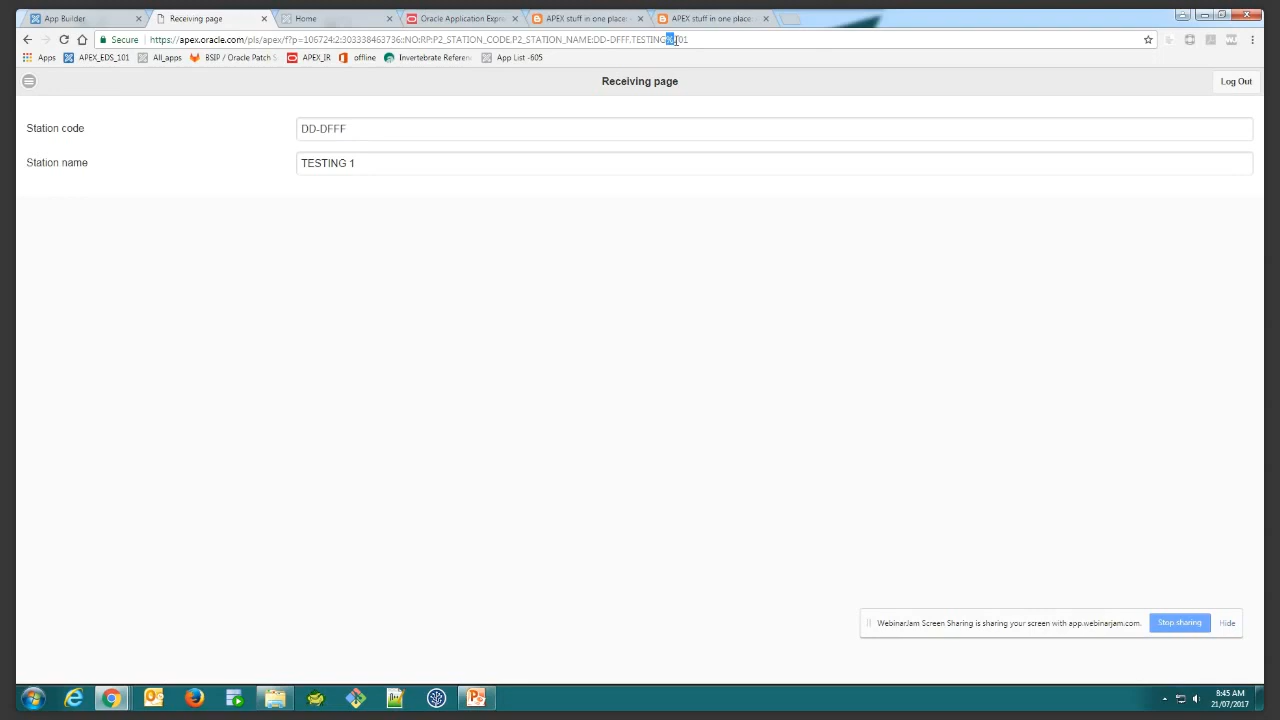 App Builder
Receiving page
Home
Oracle Application Expre
APEX stuff in one place
APEX stuff in one place
Secure
https://apex.oracle.com/pls/apex/f?p=106724:2:303338463736::NO:RP:P2_STATION_CODE,P2_STATION_NAME:DD-DFFF,TESTING%201
Apps
APEX_EDS_101
All_apps
BSIP / Oracle Patch S
APEX_IR
offline
Invertebrate Referen
App List -605
Receiving page
Log Out
Station code
DD-DFFF
Station name
TESTING 1
WebinarJam Screen Sharing is sharing your screen with app.webinarjam.com.
Stop sharing
Hide
8:45 AM
21/07/2017